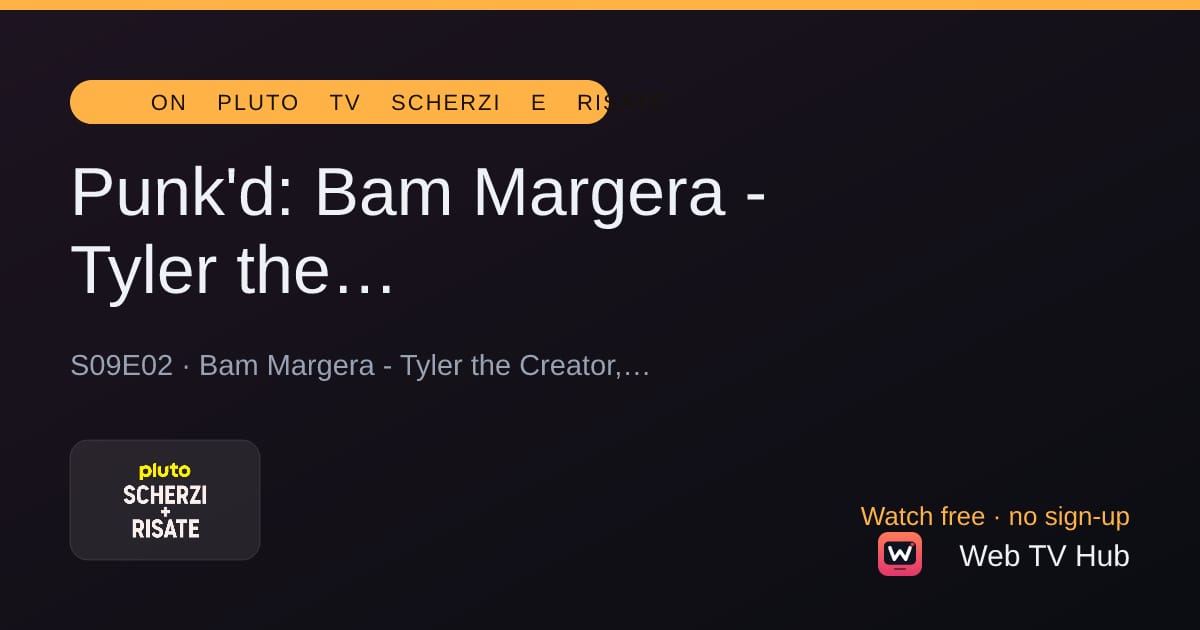 ON PLUTO TV SCHERZI E RISATE
Punk'd: Bam Margera -
Tyler the…
S09E02 · Bam Margera - Tyler the Creator,…
pluto
SCHERZI
+
RISATE
Watch free · no sign-up
W
Web TV Hub